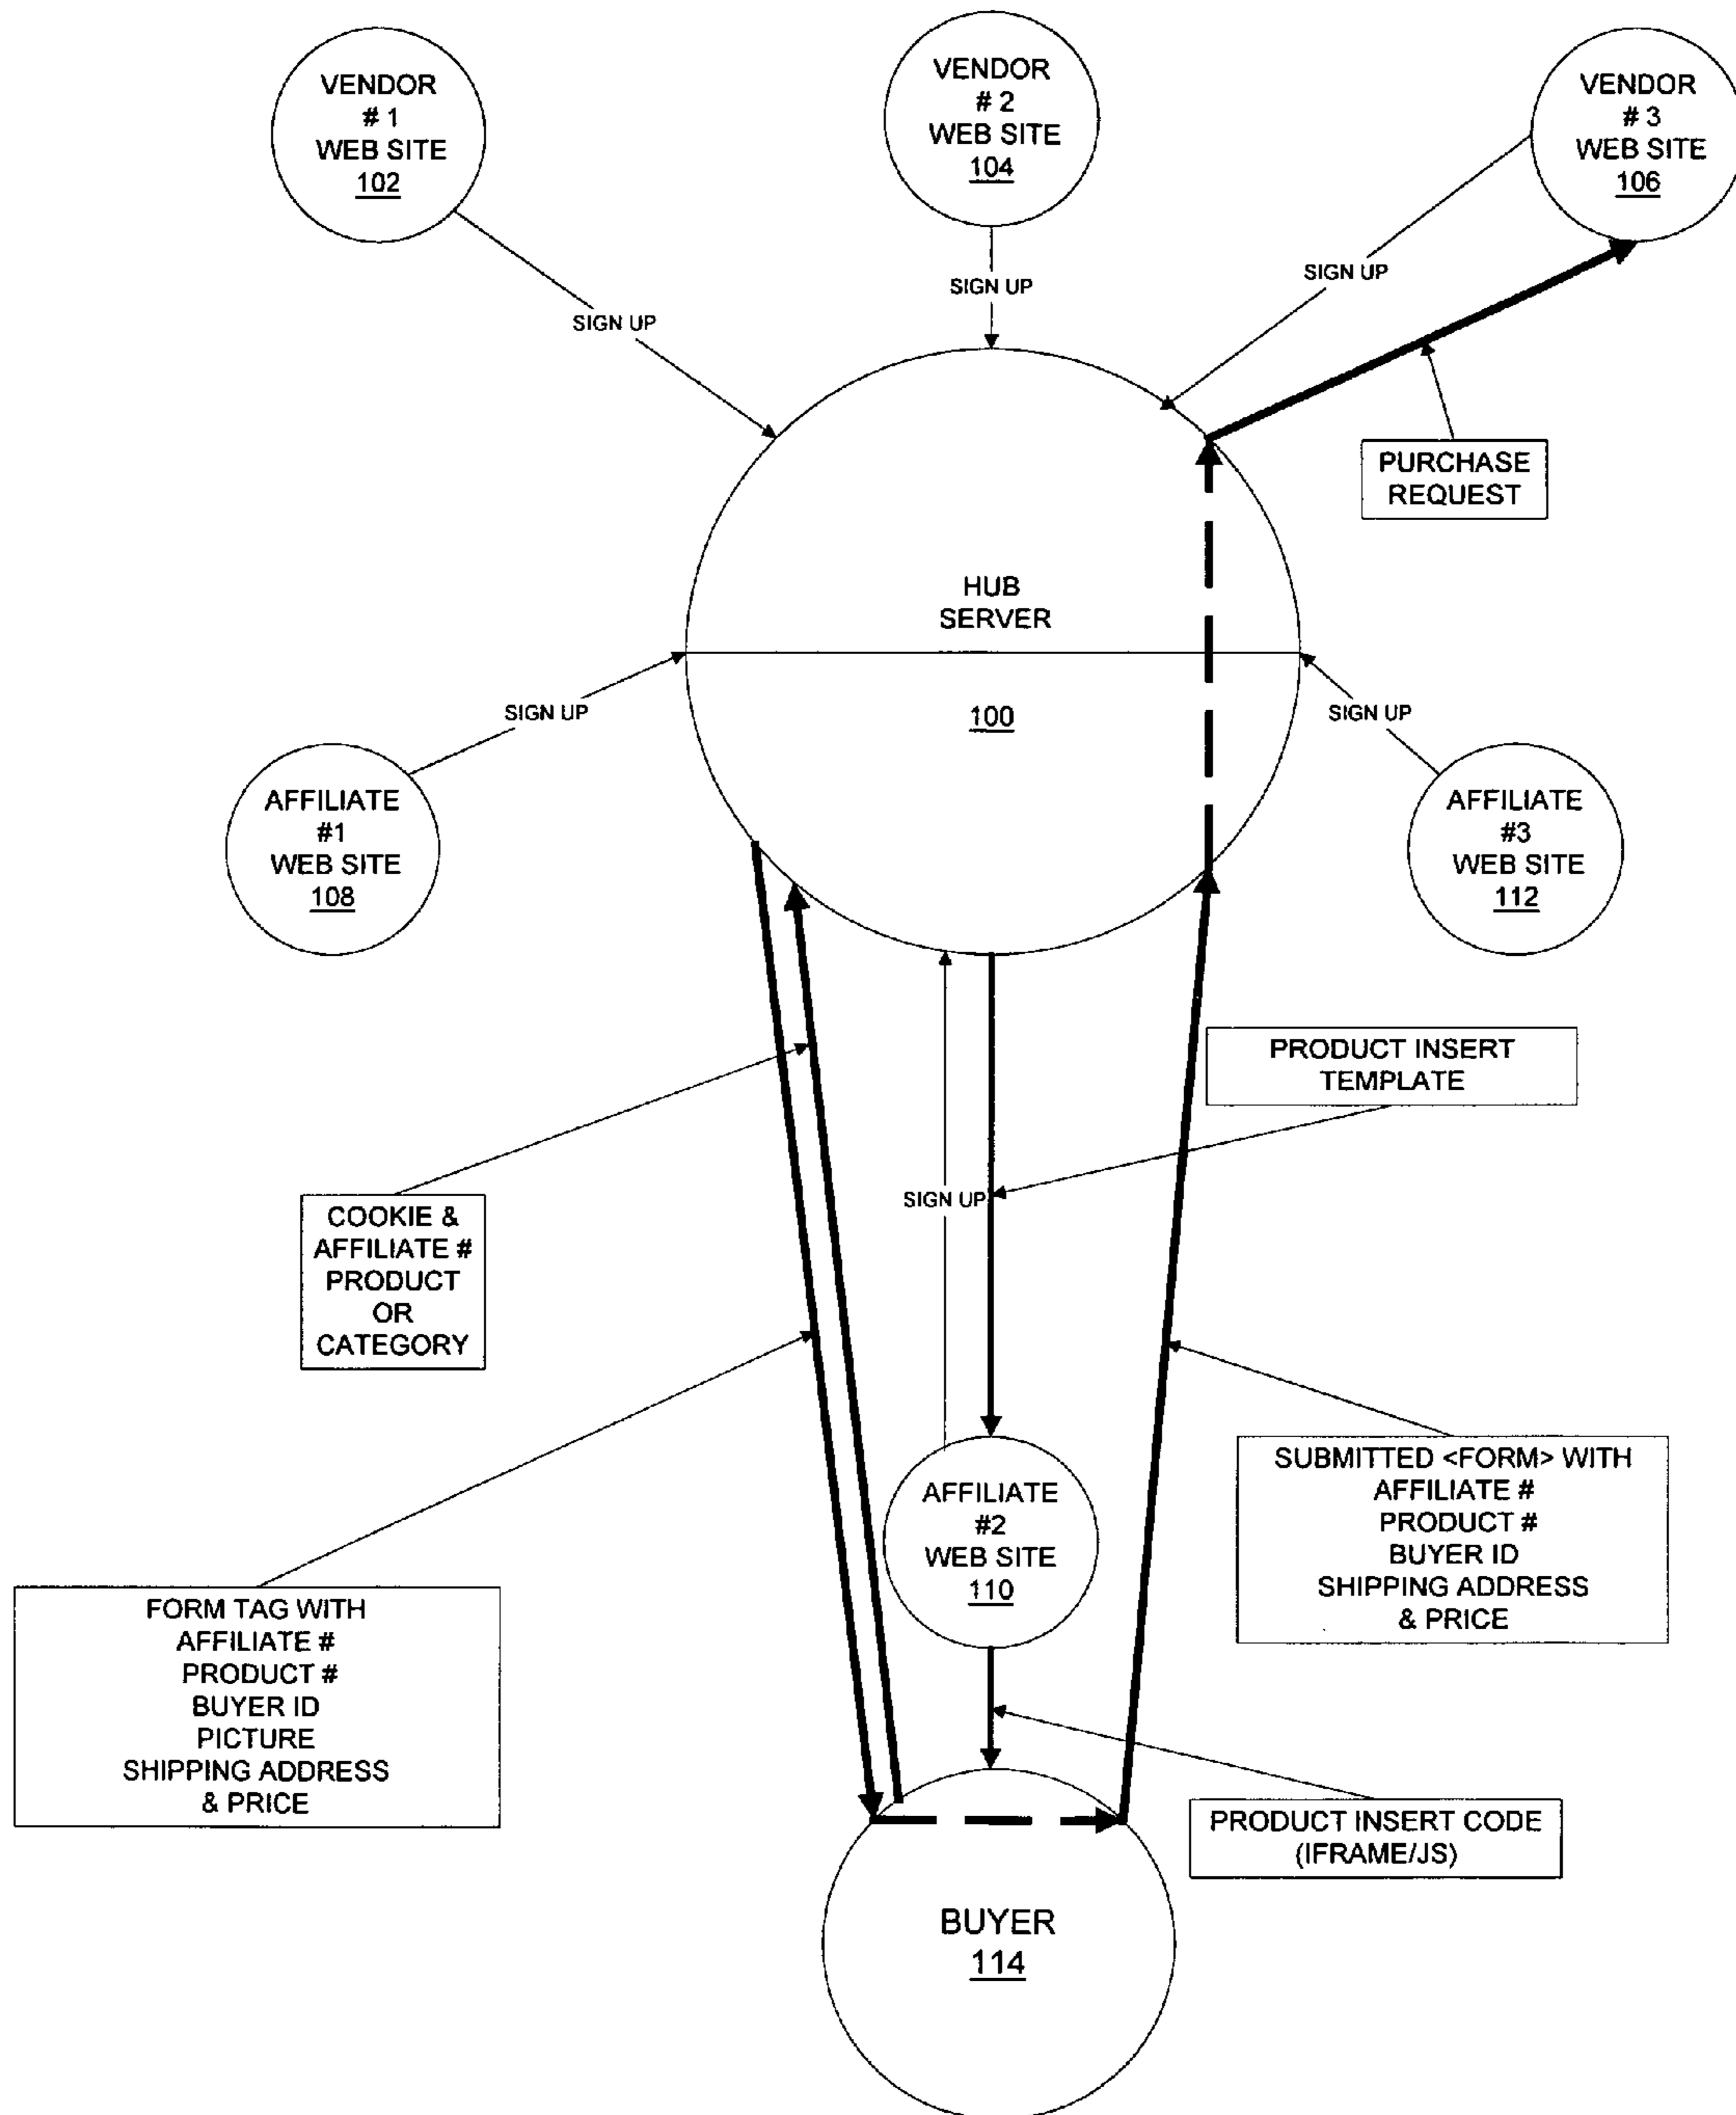 VENDOR
# 1
WEB SITE
102
VENDOR
# 2
WEB SITE
104
VENDOR
# 3
WEB SITE
106
SIGN UP
SIGN UP
SIGN UP
PURCHASE
REQUEST
HUB
SERVER
100
SIGN UP
SIGN UP
AFFILIATE
#1
WEB SITE
108
AFFILIATE
#3
WEB SITE
112
PRODUCT INSERT
TEMPLATE
SIGN UP
COOKIE &
AFFILIATE #
PRODUCT
OR
CATEGORY
AFFILIATE
#2
WEB SITE
110
SUBMITTED <FORM> WITH
AFFILIATE #
PRODUCT #
BUYER ID
SHIPPING ADDRESS
& PRICE
FORM TAG WITH
AFFILIATE #
PRODUCT #
BUYER ID
PICTURE
SHIPPING ADDRESS
& PRICE
PRODUCT INSERT CODE
(IFRAME/JS)
BUYER
114